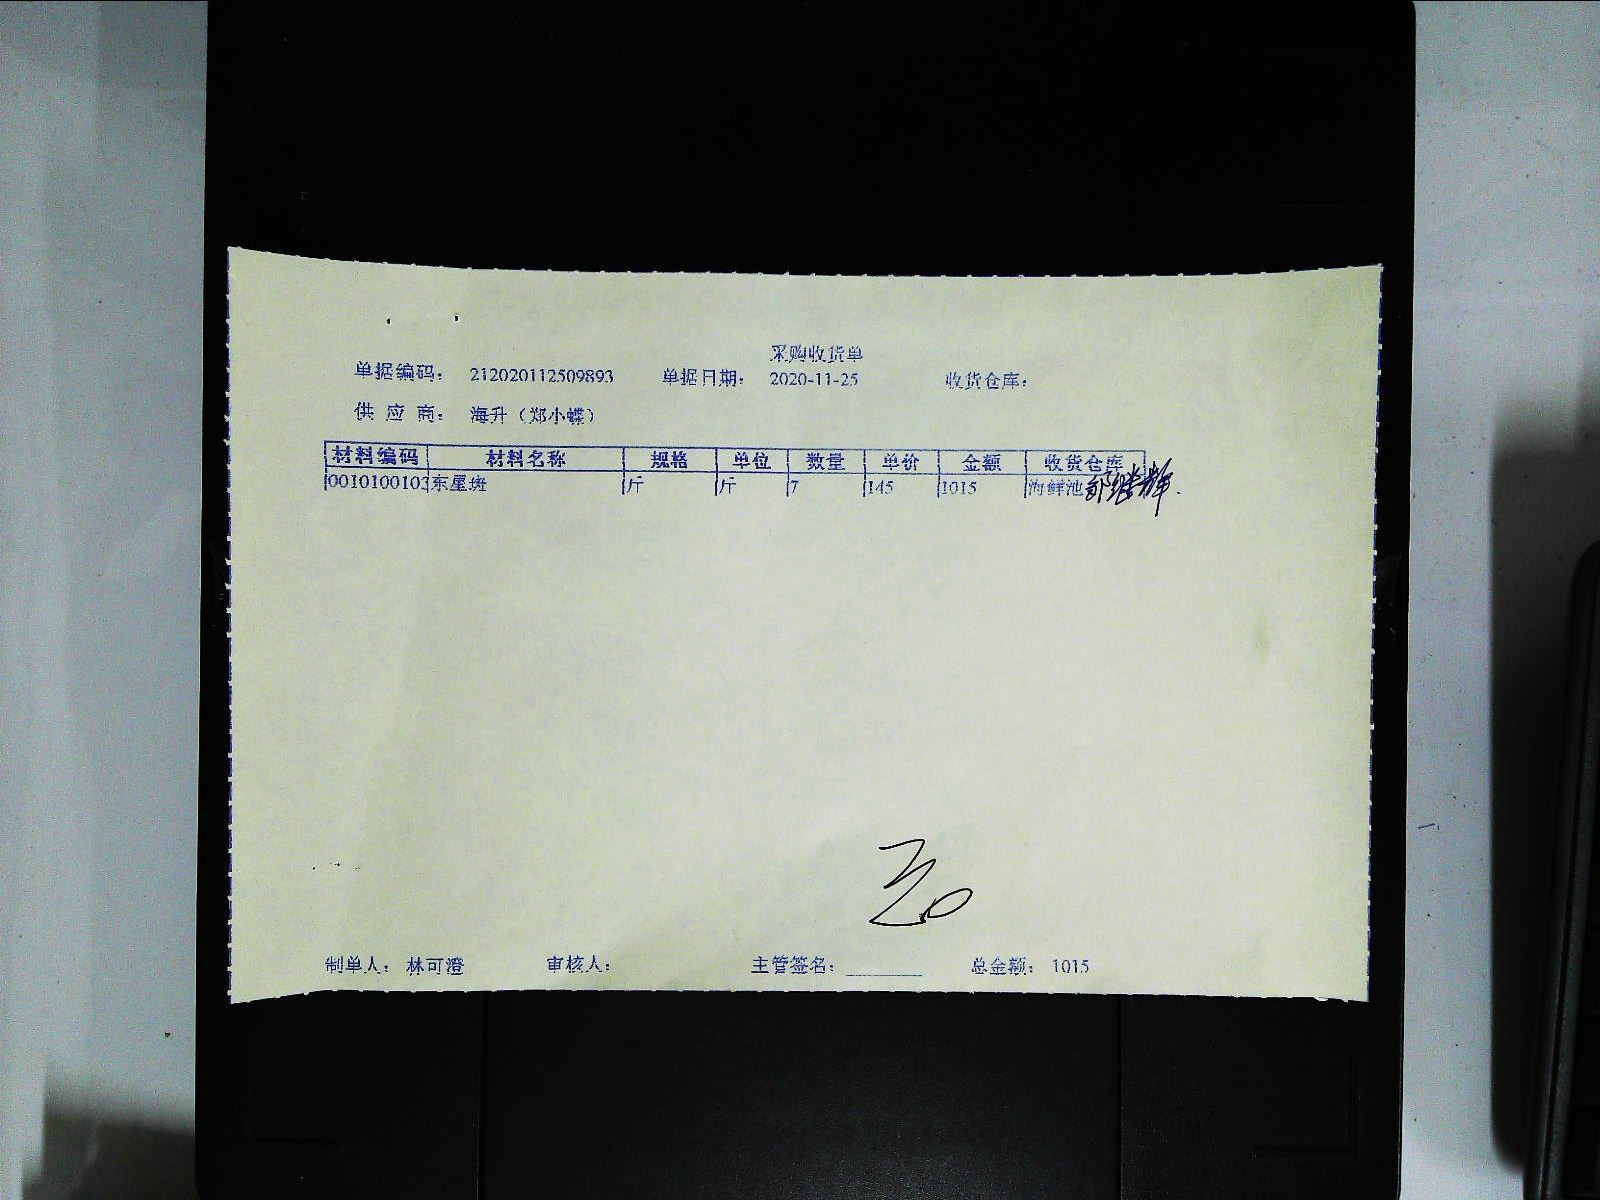 采购收货单
单据编码： 212020112509893 单据日期： 2020-11-25 收货仓库：
供 应 商： 海升（郑小蝶）
材料编码 材料名称 规格 单位 数量 单价 金额 收货仓库
0010100103 东星斑 斤 斤 7 145 1015 海鲜池
制单人： 林可澄 审核人： 主管签名：________ 总金额： 1015